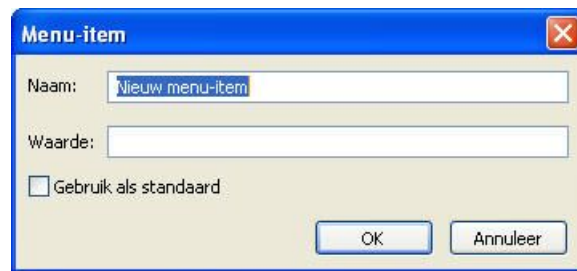 Menu-item
Naam: Nieuw menu-item
Waarde:
Gebruik als standaard
OK Annuleer